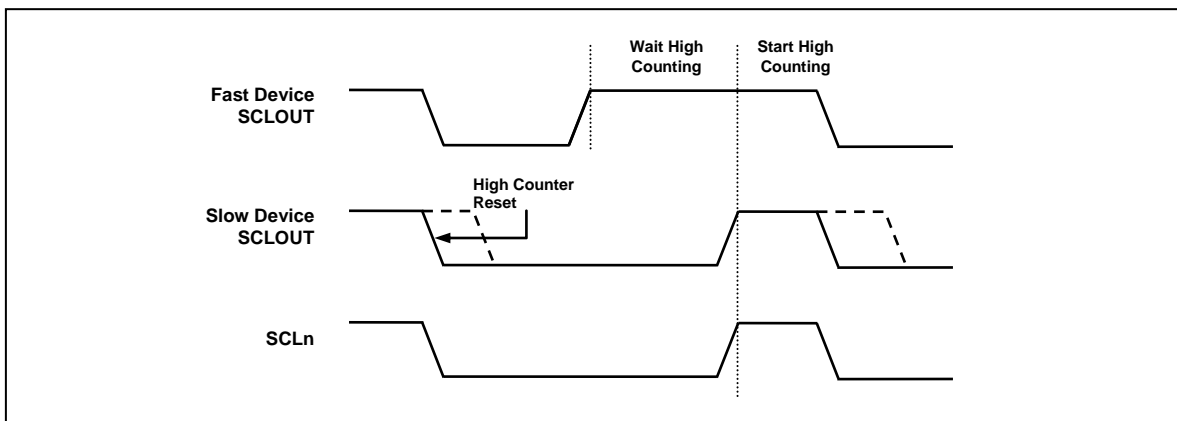 Wait High
Counting
Start High
Counting
Fast Device
SCLOUT
High Counter
Reset
Slow Device
SCLOUT
SCLn